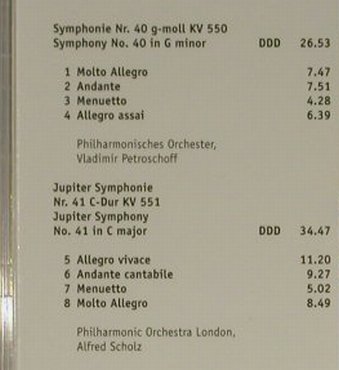 Symphonie Nr. 40 g-moll KV 550
Symphony No. 40 in G minor DDD 26.53
1 Molto Allegro 7.47
2 Andante 7.51
3 Menuetto 4.28
4 Allegro assai 6.39
Philharmonisches Orchester,
Vladimir Petroschoff
Jupiter Symphonie
Nr. 41 C-Dur KV 551
Jupiter Symphony
No. 41 in C major DDD 34.47
5 Allegro vivace 11.20
6 Andante cantabile 9.27
7 Menuetto 5.02
8 Molto Allegro 8.49
Philharmonic Orchestra London,
Alfred Scholz